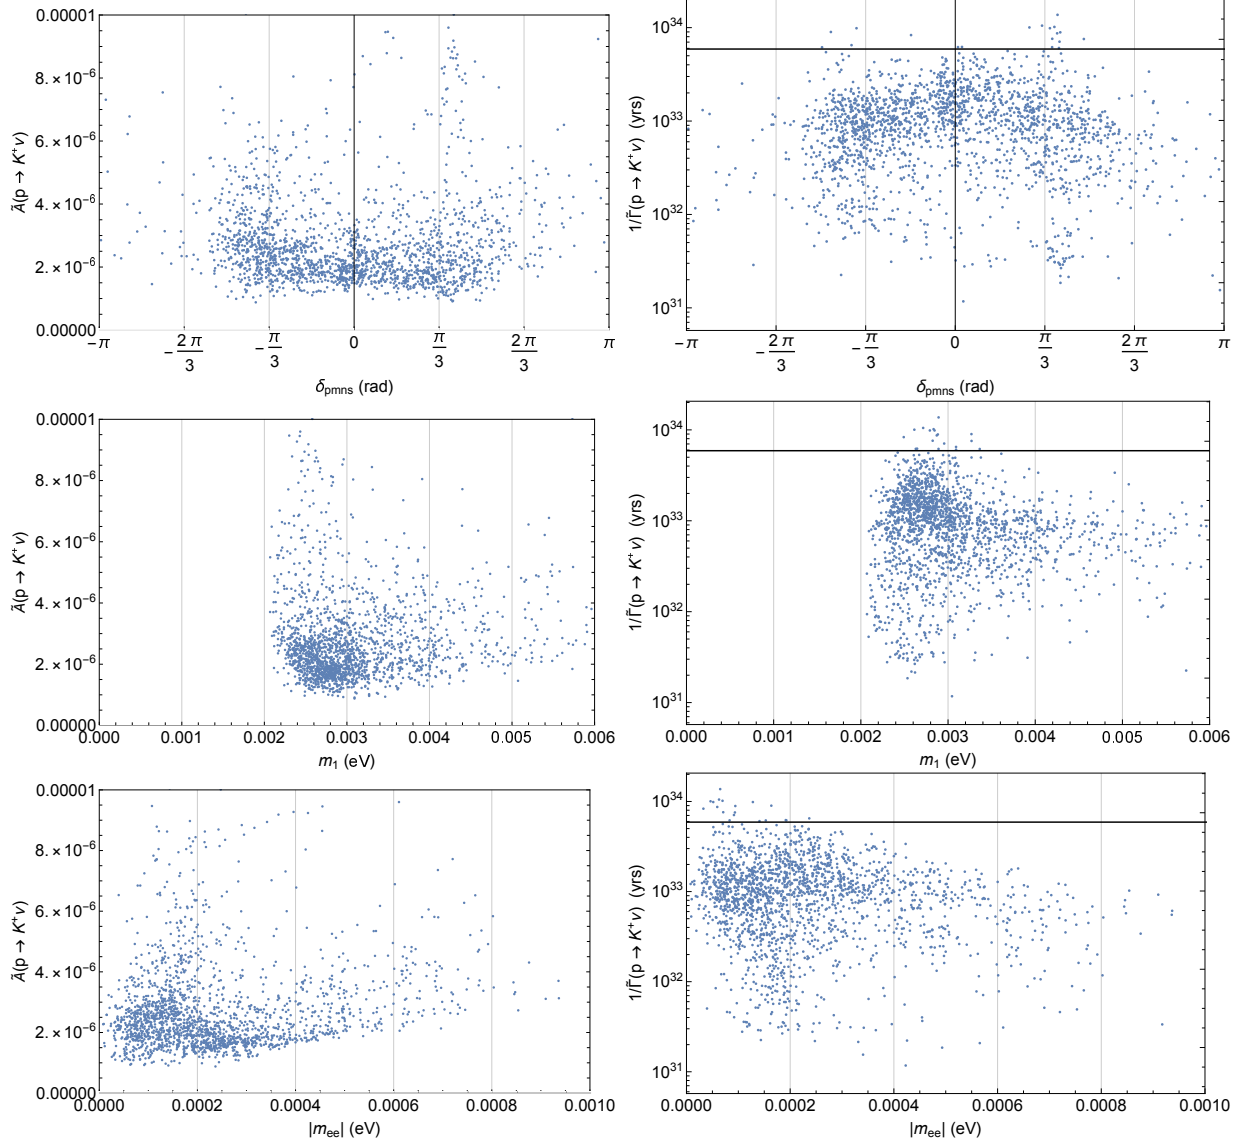 0.00001
8. × 10⁻⁶
6. × 10⁻⁶
4. × 10⁻⁶
2. × 10⁻⁶
0.00000
Ã(p → K⁺ν)
-π
-2π/3
-π/3
0
π/3
2π/3
π
δpmns (rad)
10³⁴
10³³
10³²
10³¹
1/Γ̃(p → K⁺ν) (yrs)
-π
-2π/3
-π/3
0
π/3
2π/3
π
δpmns (rad)
0.00001
8. × 10⁻⁶
6. × 10⁻⁶
4. × 10⁻⁶
2. × 10⁻⁶
0.00000
Ã(p → K⁺ν)
0.000 0.001 0.002 0.003 0.004 0.005 0.006
m₁ (eV)
10³⁴
10³³
10³²
10³¹
1/Γ̃(p → K⁺ν) (yrs)
0.000 0.001 0.002 0.003 0.004 0.005 0.006
m₁ (eV)
0.00001
8. × 10⁻⁶
6. × 10⁻⁶
4. × 10⁻⁶
2. × 10⁻⁶
0.00000
Ã(p → K⁺ν)
0.0000 0.0002 0.0004 0.0006 0.0008 0.0010
|mee| (eV)
10³⁴
10³³
10³²
10³¹
1/Γ̃(p → K⁺ν) (yrs)
0.0000 0.0002 0.0004 0.0006 0.0008 0.0010
|mee| (eV)